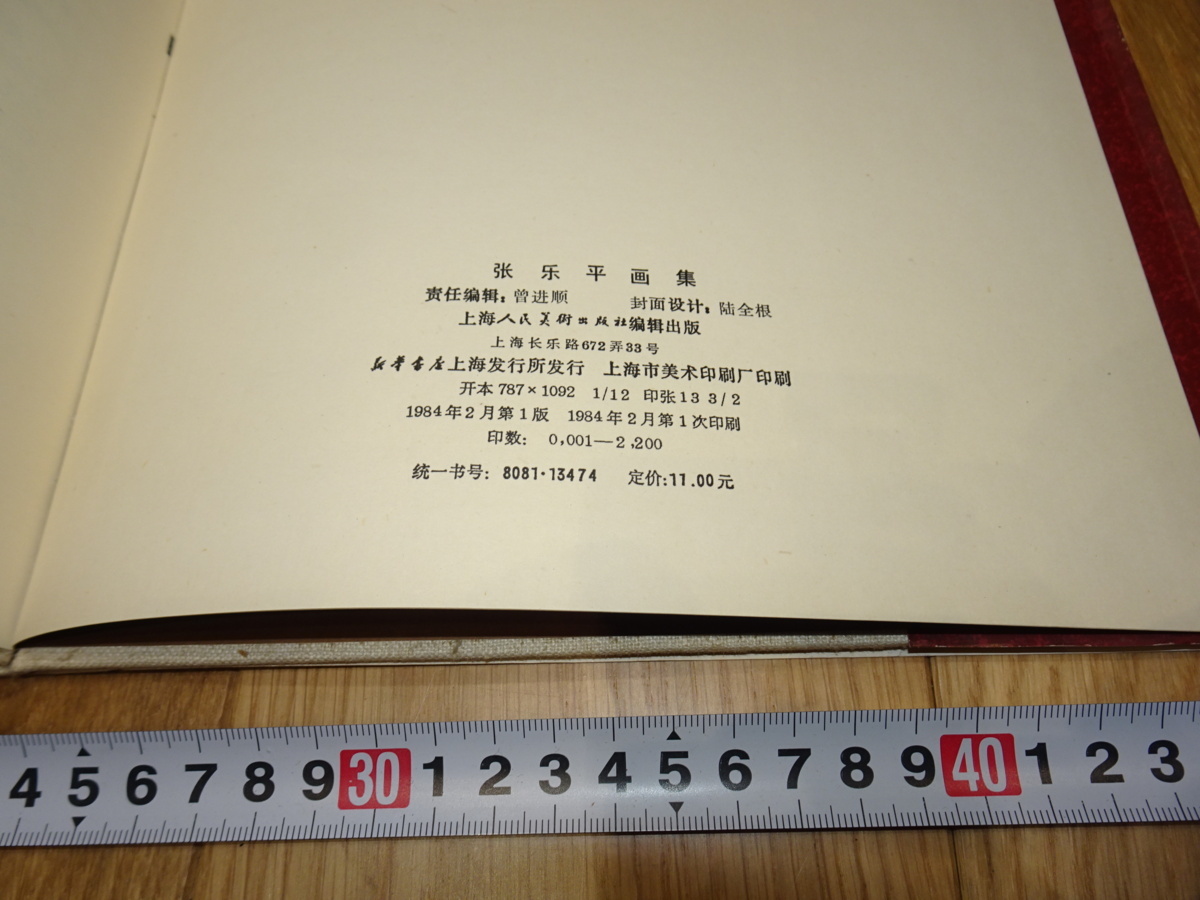 张 乐 平 画 集
责任编辑：曾进顺 封面设计：陆全根
上海人民美術出版社编辑出版
上海长乐路672弄33号
新华书店上海发行所发行 上海市美术印刷厂印刷
开本 787×1092 1/12 印张 13 3/2
1984年2月第1版 1984年2月第1次印刷
印数： 0,001—2,200
统一书号： 8081·13474 定价：11.00元
4 5 6 7 8 9 30 1 2 3 4 5 6 7 8 9 40 1 2 3